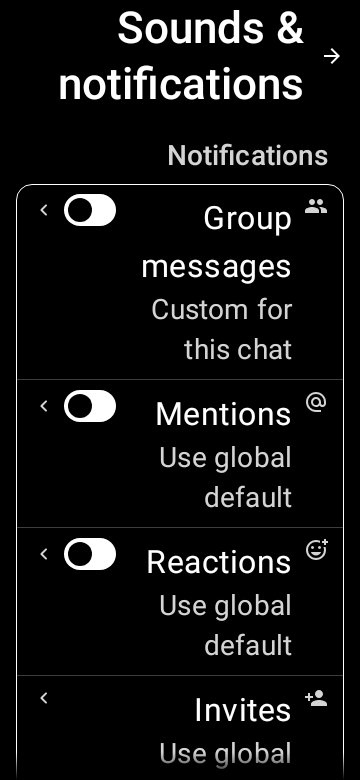 Sounds &
notifications
Notifications
Group
messages
Custom for
this chat
Mentions
Use global
default
Reactions
Use global
default
Invites
Use global